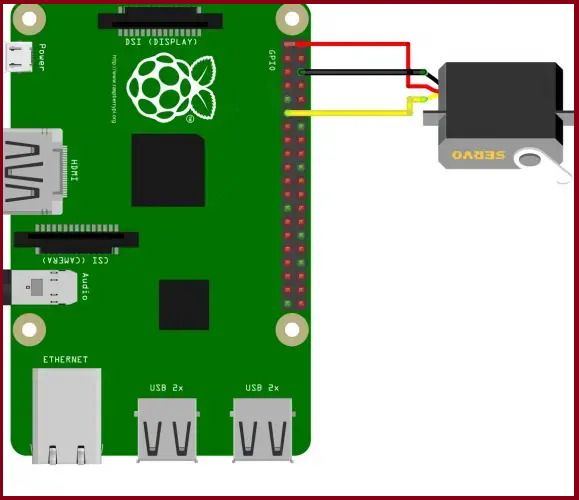 DSI (DISPLAY)
Power
GPIO
http://www.raspberrypi.org
®
HDMI
SERVO
CSI (CAMERA)
Audio
ETHERNET
USB 2x
USB 2x